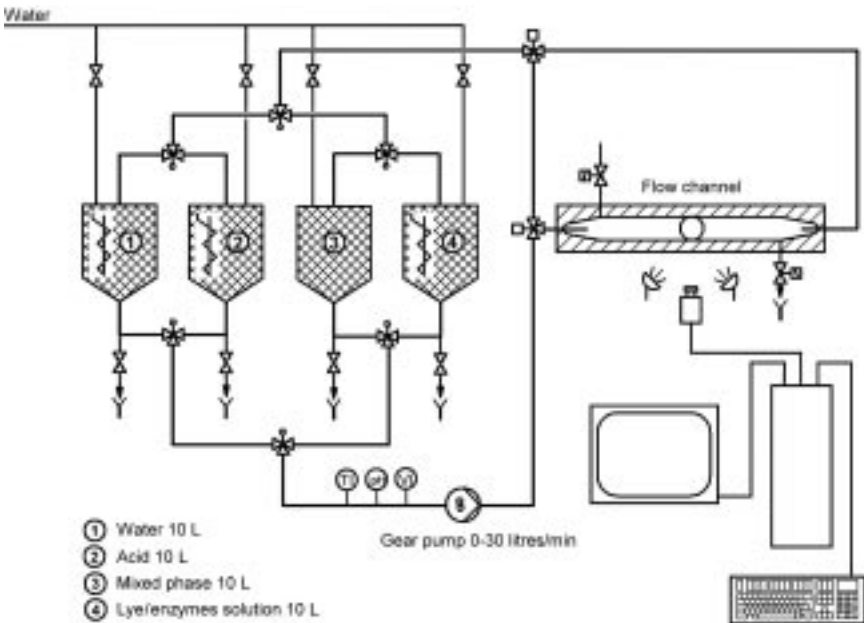 Water
Flow channel
1
2
3
4
TI
pH
Gear pump 0-30 litres/min
1 Water 10 L
2 Acid 10 L
3 Mixed phase 10 L
4 Lye/enzymes solution 10 L